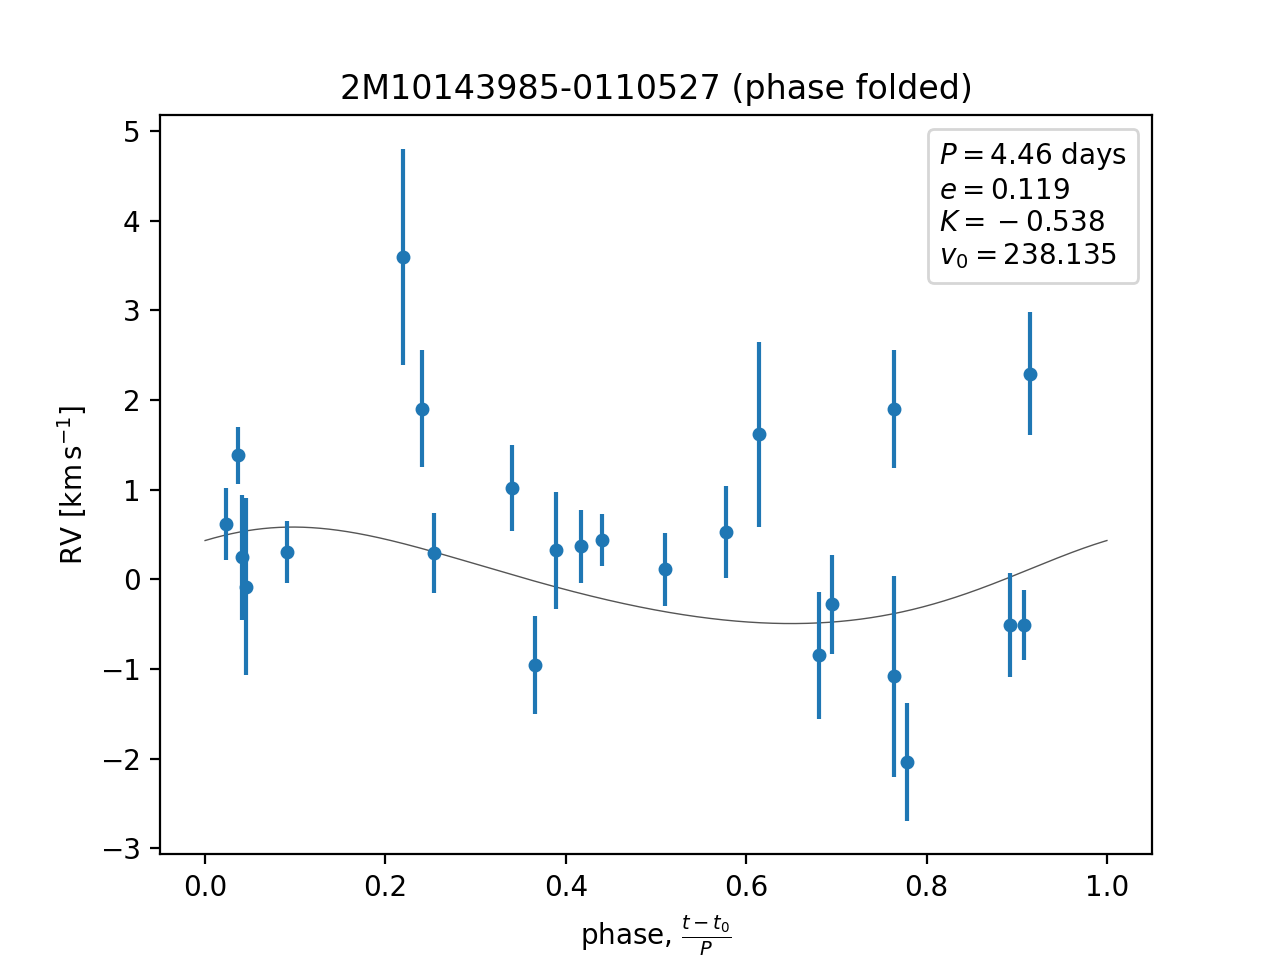 2M10143985-0110527 (phase folded)
P = 4.46 days
e = 0.119
K = −0.538
v₀ = 238.135
RV [km s⁻¹]
5
4
3
2
1
0
−1
−2
−3
0.0 0.2 0.4 0.6 0.8 1.0
phase, (t − t₀)/P